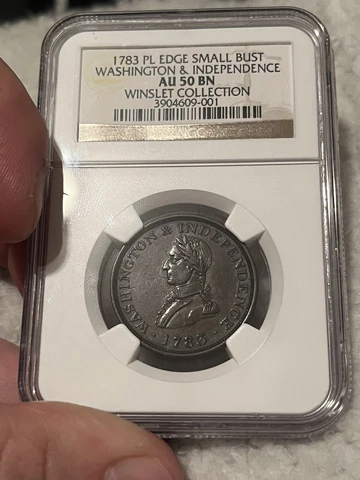 1783 PL EDGE SMALL BUST
WASHINGTON & INDEPENDENCE
AU 50 BN
WINSLET COLLECTION
3904609-001
WASHINGTON & INDEPENDENCE.
· 1783 ·